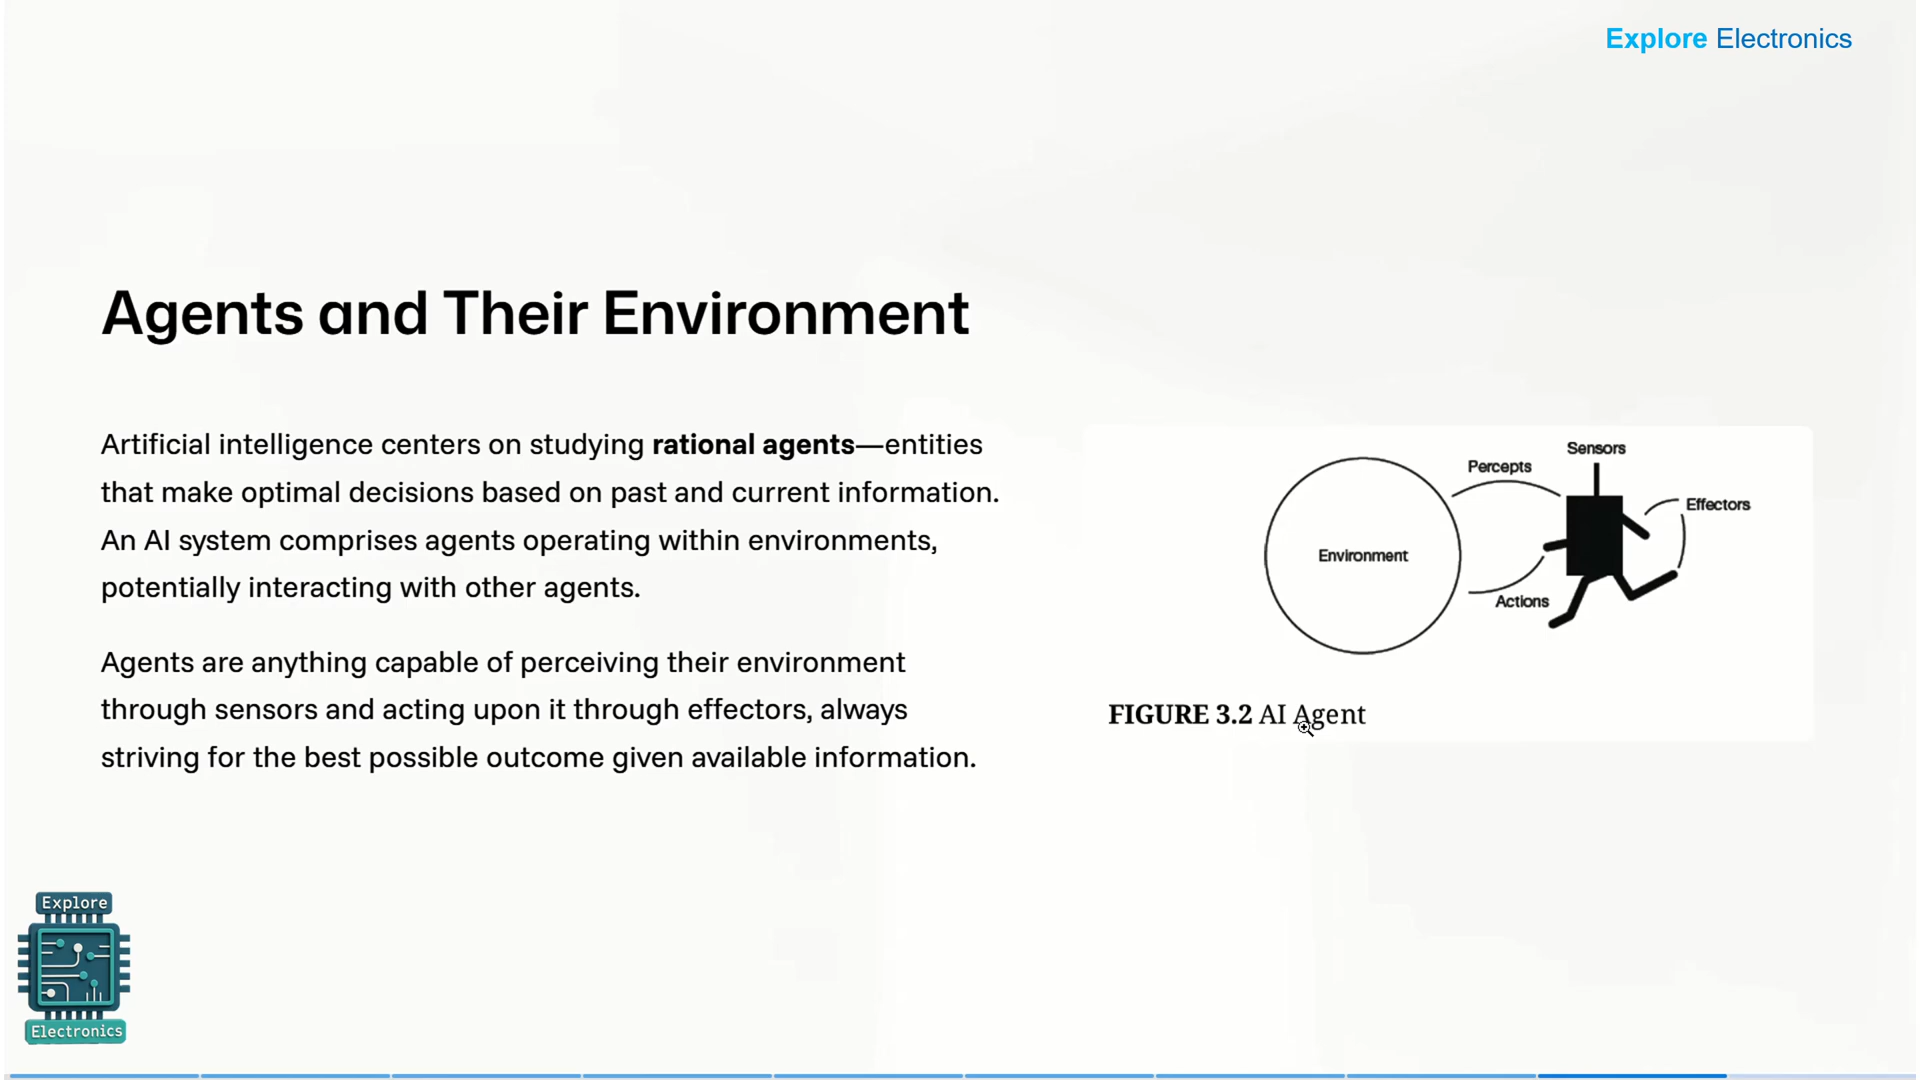 Explore Electronics
Agents and Their Environment
Artificial intelligence centers on studying rational agents—entities
that make optimal decisions based on past and current information.
An AI system comprises agents operating within environments,
potentially interacting with other agents.
Agents are anything capable of perceiving their environment
through sensors and acting upon it through effectors, always
striving for the best possible outcome given available information.
Sensors
Percepts
Effectors
Environment
Actions
FIGURE 3.2 AI Agent
Explore
Electronics